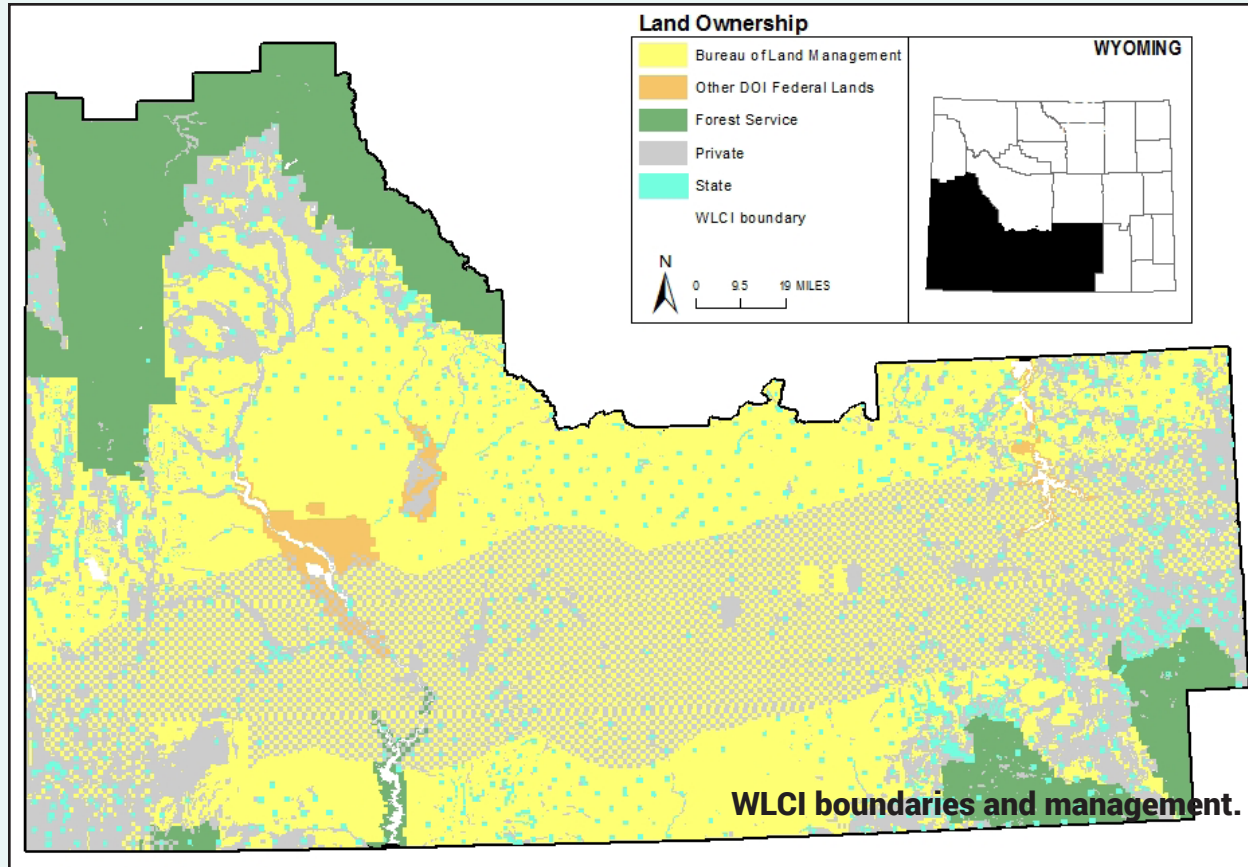 Land Ownership
Bureau of Land Management
Other DOI Federal Lands
Forest Service
Private
State
WLCI boundary
N
0 9.5 19 MILES
WYOMING
WLCI boundaries and management.